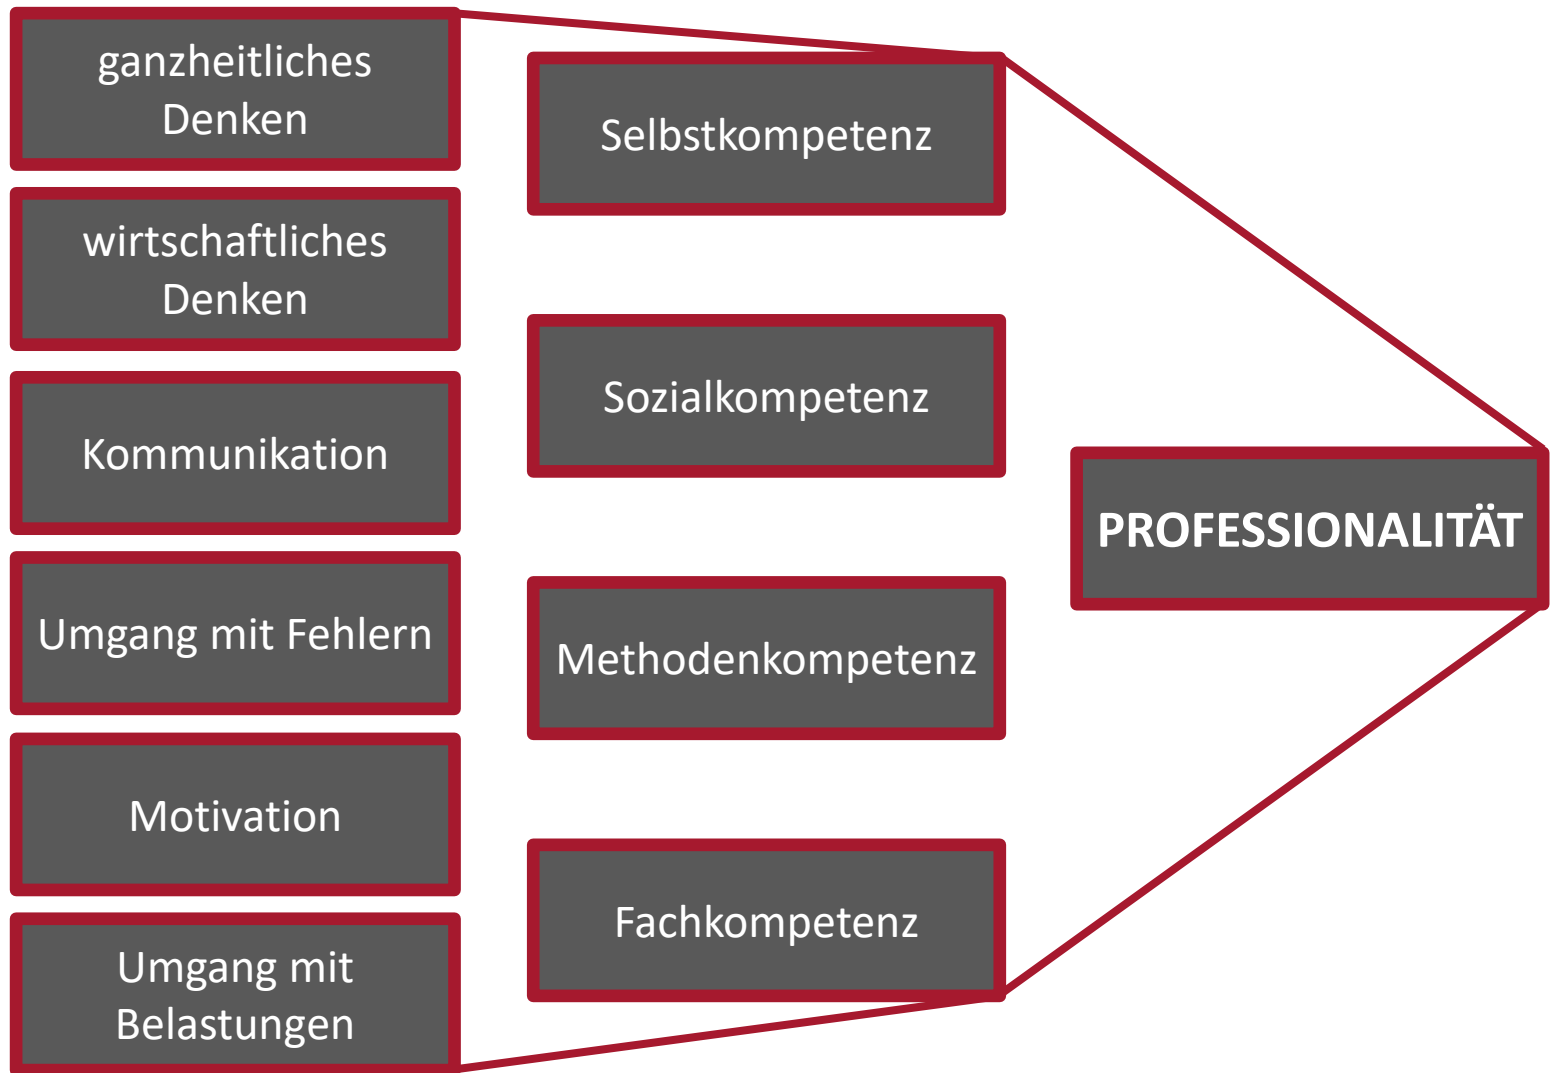 ganzheitliches
Denken
wirtschaftliches
Denken
Kommunikation
Umgang mit Fehlern
Motivation
Umgang mit
Belastungen
Selbstkompetenz
Sozialkompetenz
Methodenkompetenz
Fachkompetenz
PROFESSIONALITÄT